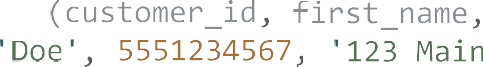 (customer_id, first_name,
'Doe', 5551234567, '123 Main